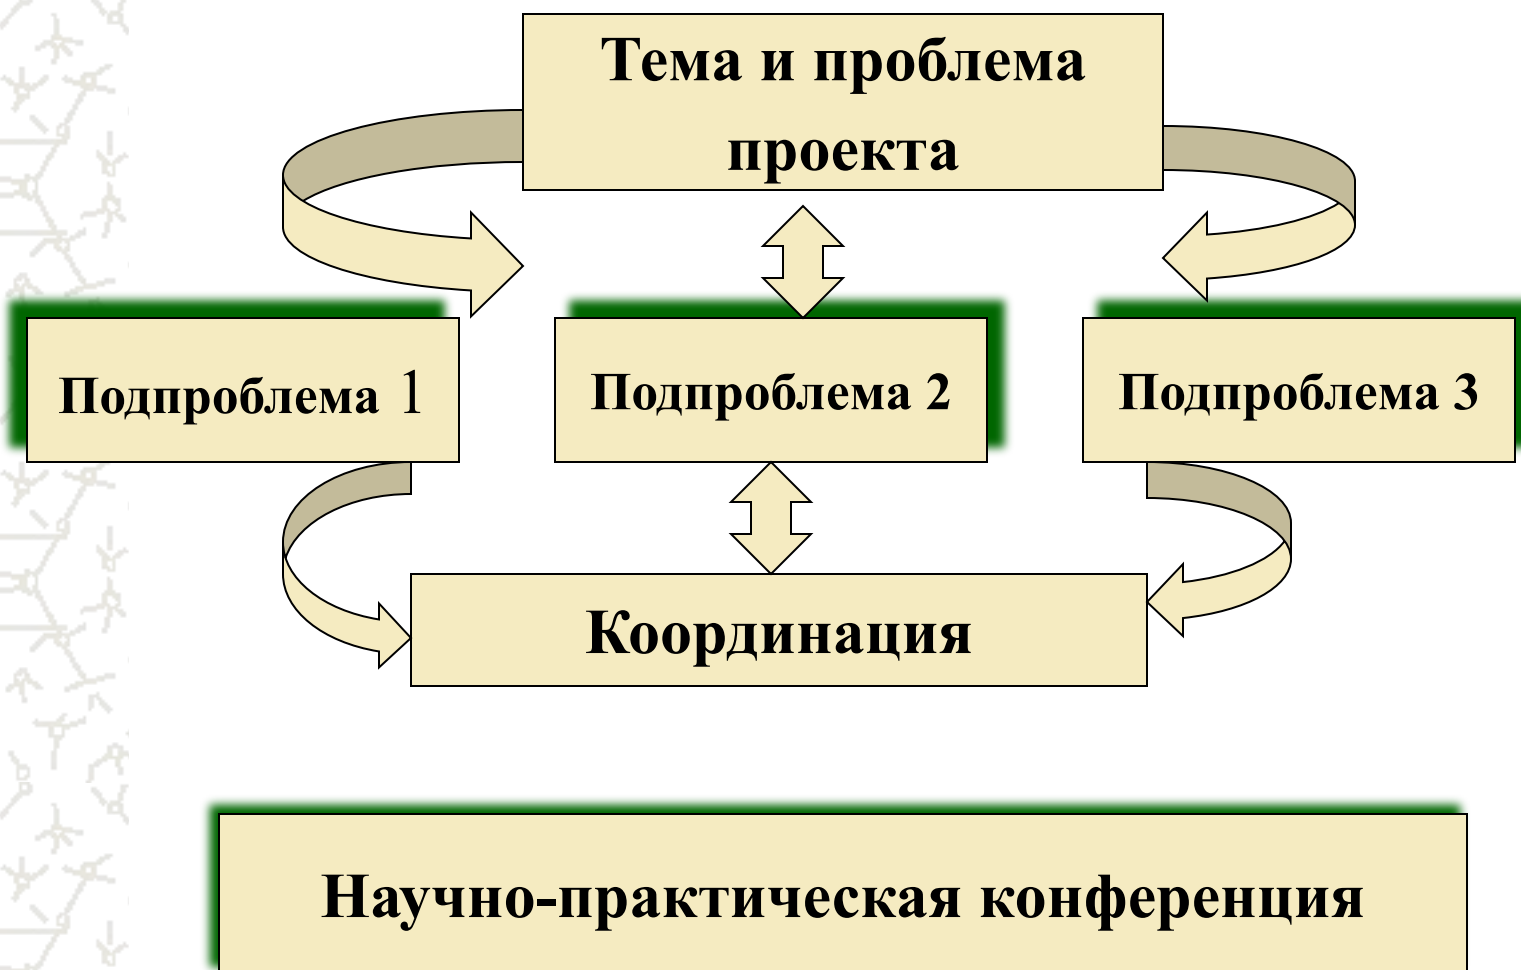 Тема и проблема
проекта
Подпроблема 1
Подпроблема 2
Подпроблема 3
Координация
Научно-практическая конференция